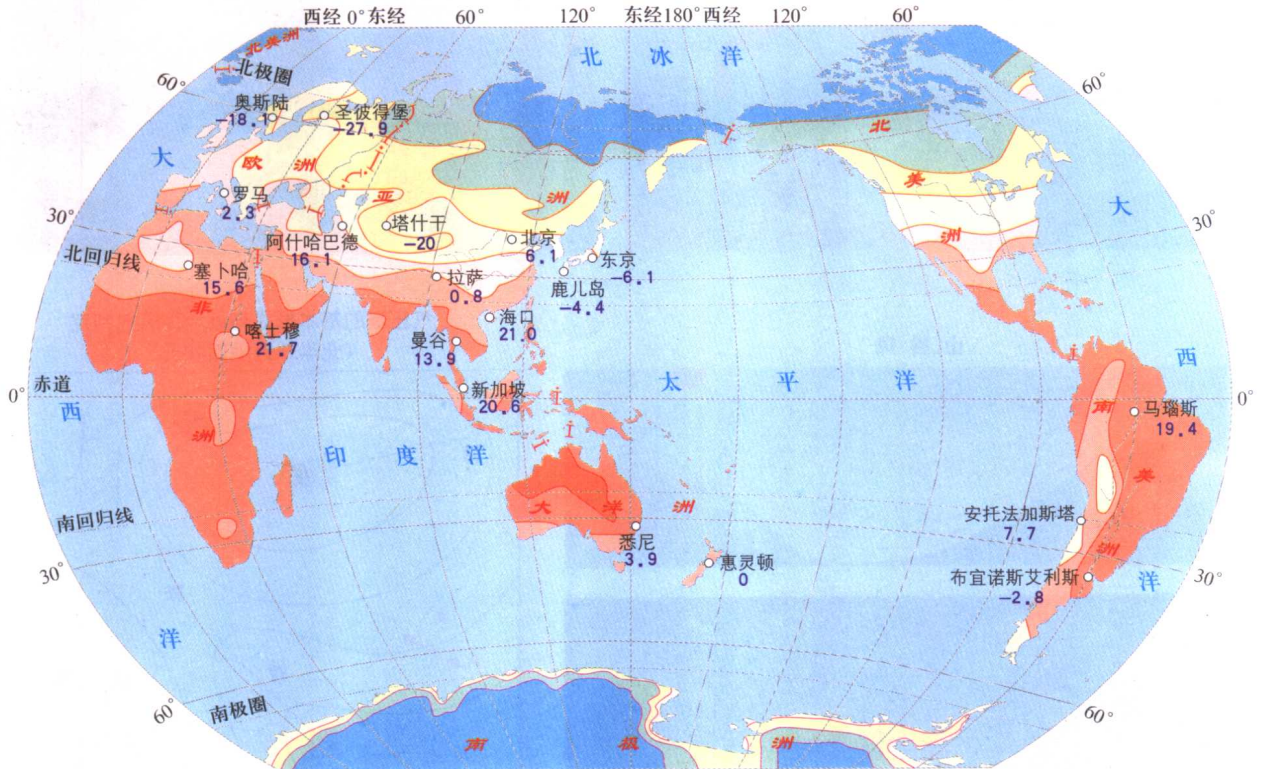 西经 0° 东经 60° 120° 东经180° 西经 120° 60°
北美洲
北冰洋
60° 北极圈 60°
奥斯陆
-18.1
圣彼得堡
-27.9
北
大
欧洲
美
亚
洲
罗马
2.3
大
30° 30°
塔什干
-20
阿什哈巴德
16.1
北京
6.1
洲
东京
-6.1
北回归线
塞卜哈
15.6
拉萨
0.8
鹿儿岛
-4.4
非
海口
21.0
喀土穆
21.7
曼谷
13.9
西
0° 赤道
新加坡
20.6
太平洋
0°
西
南
马瑙斯
19.4
洲
印度洋
美
大洋洲
南回归线
安托法加斯塔
7.7
悉尼
3.9
洲
惠灵顿
0
30°
布宜诺斯艾利斯
-2.8
洋
30°
洋
60° 南极圈 60°
南极洲